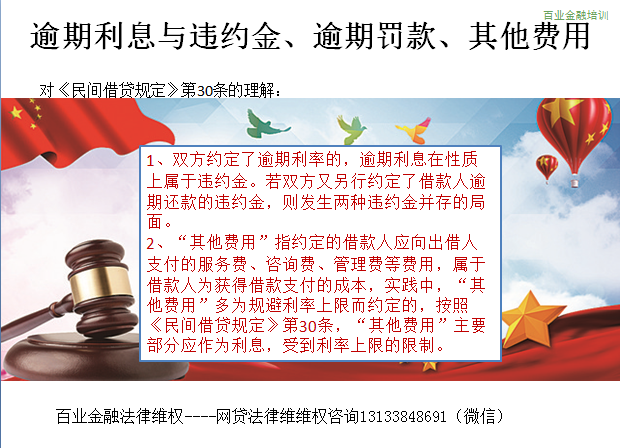 百业金融培训
逾期利息与违约金、逾期罚款、其他费用
对《民间借贷规定》第30条的理解：
1、双方约定了逾期利率的，逾期利息在性质
上属于违约金。若双方又另行约定了借款人逾
期还款的违约金，则发生两种违约金并存的局
面。
2、“其他费用”指约定的借款人应向出借人
支付的服务费、咨询费、管理费等费用，属于
借款人为获得借款支付的成本，实践中，“其
他费用”多为规避利率上限而约定的，按照
《民间借贷规定》第30条，“其他费用”主要
部分应作为利息，受到利率上限的限制。
百业金融法律维权----网贷法律维维权咨询13133848691（微信）